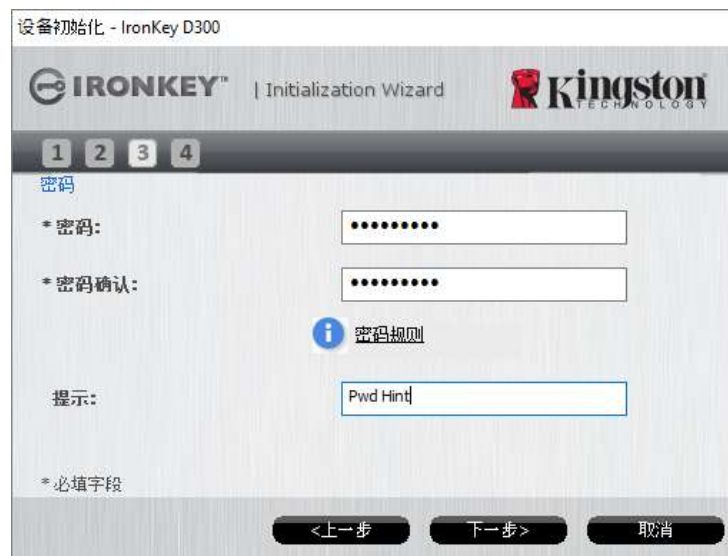 设备初始化 - IronKey D300
IRONKEY™ | Initialization Wizard
Kingston
TECHNOLOGY
1 2 3 4
密码
* 密码: •••••••••
* 密码确认: •••••••••
i 密码规则
提示: Pwd Hint
* 必填字段
<上一步 下一步> 取消